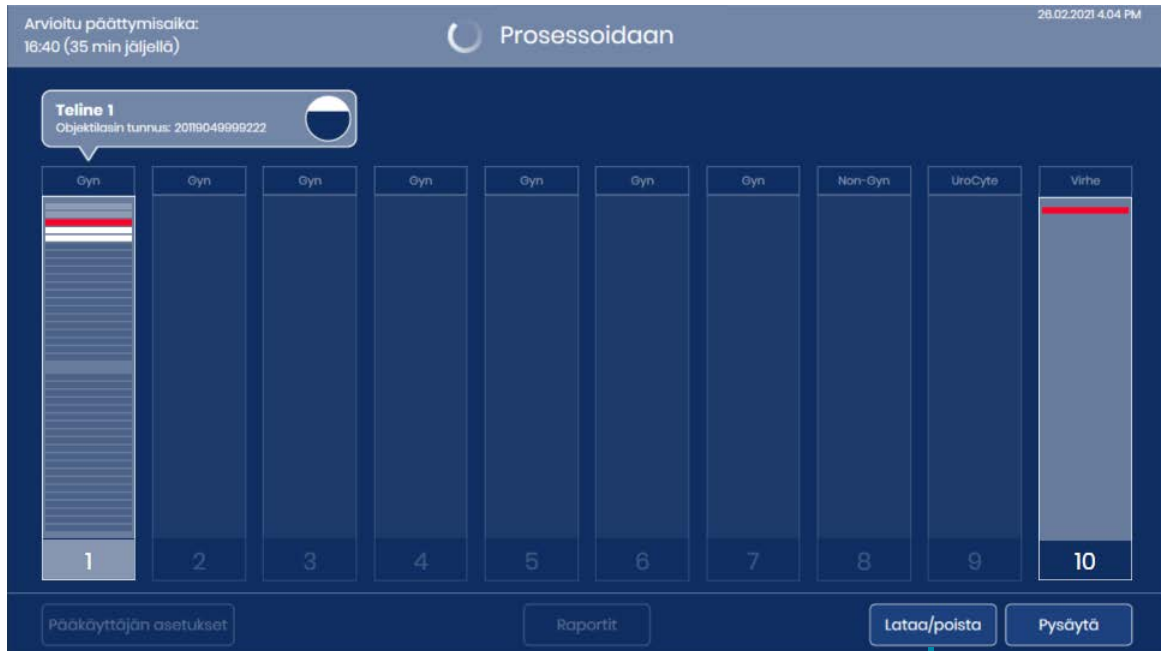 Arvioitu päättymisaika:
16:40 (35 min jäljellä)
Prosessoidaan
26.02.2021 4.04 PM
Teline 1
Objektilasin tunnus: 20119049999222
Gyn
Gyn
Gyn
Gyn
Gyn
Gyn
Gyn
Non-Gyn
UroCyte
Virhe
1
2
3
4
5
6
7
8
9
10
Pääkäyttäjän asetukset
Raportit
Lataa/poista
Pysäytä